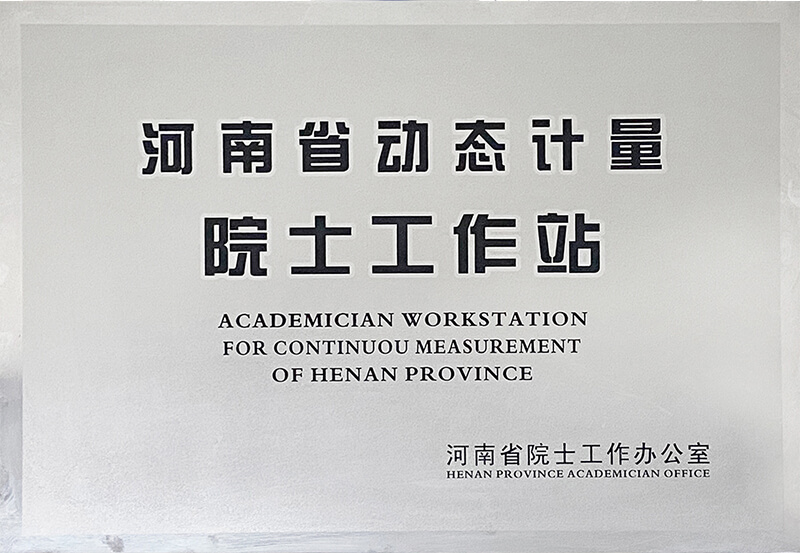 河南省动态计量
院士工作站
ACADEMICIAN WORKSTATION
FOR CONTINUOU MEASUREMENT
OF HENAN PROVINCE
河南省院士工作办公室
HENAN PROVINCE ACADEMICIAN OFFICE